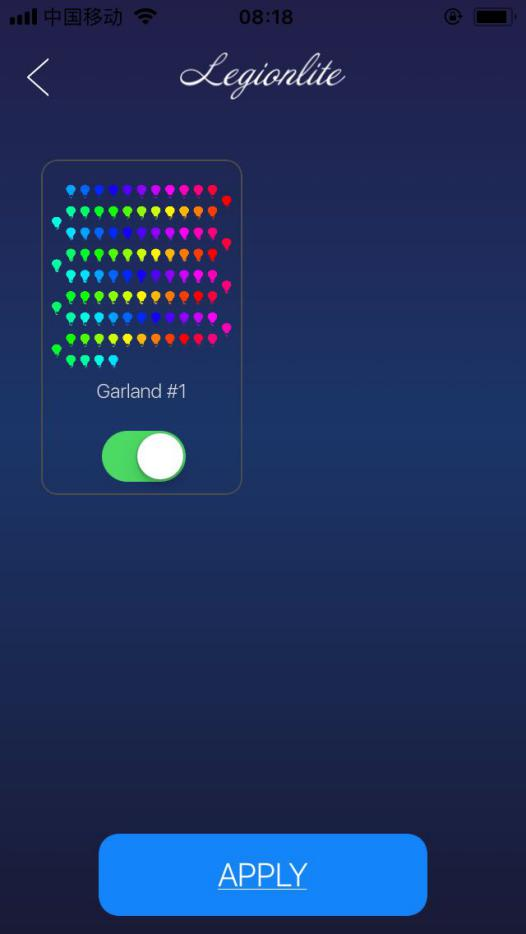 中国移动 08:18
Legionlite
Garland #1
APPLY